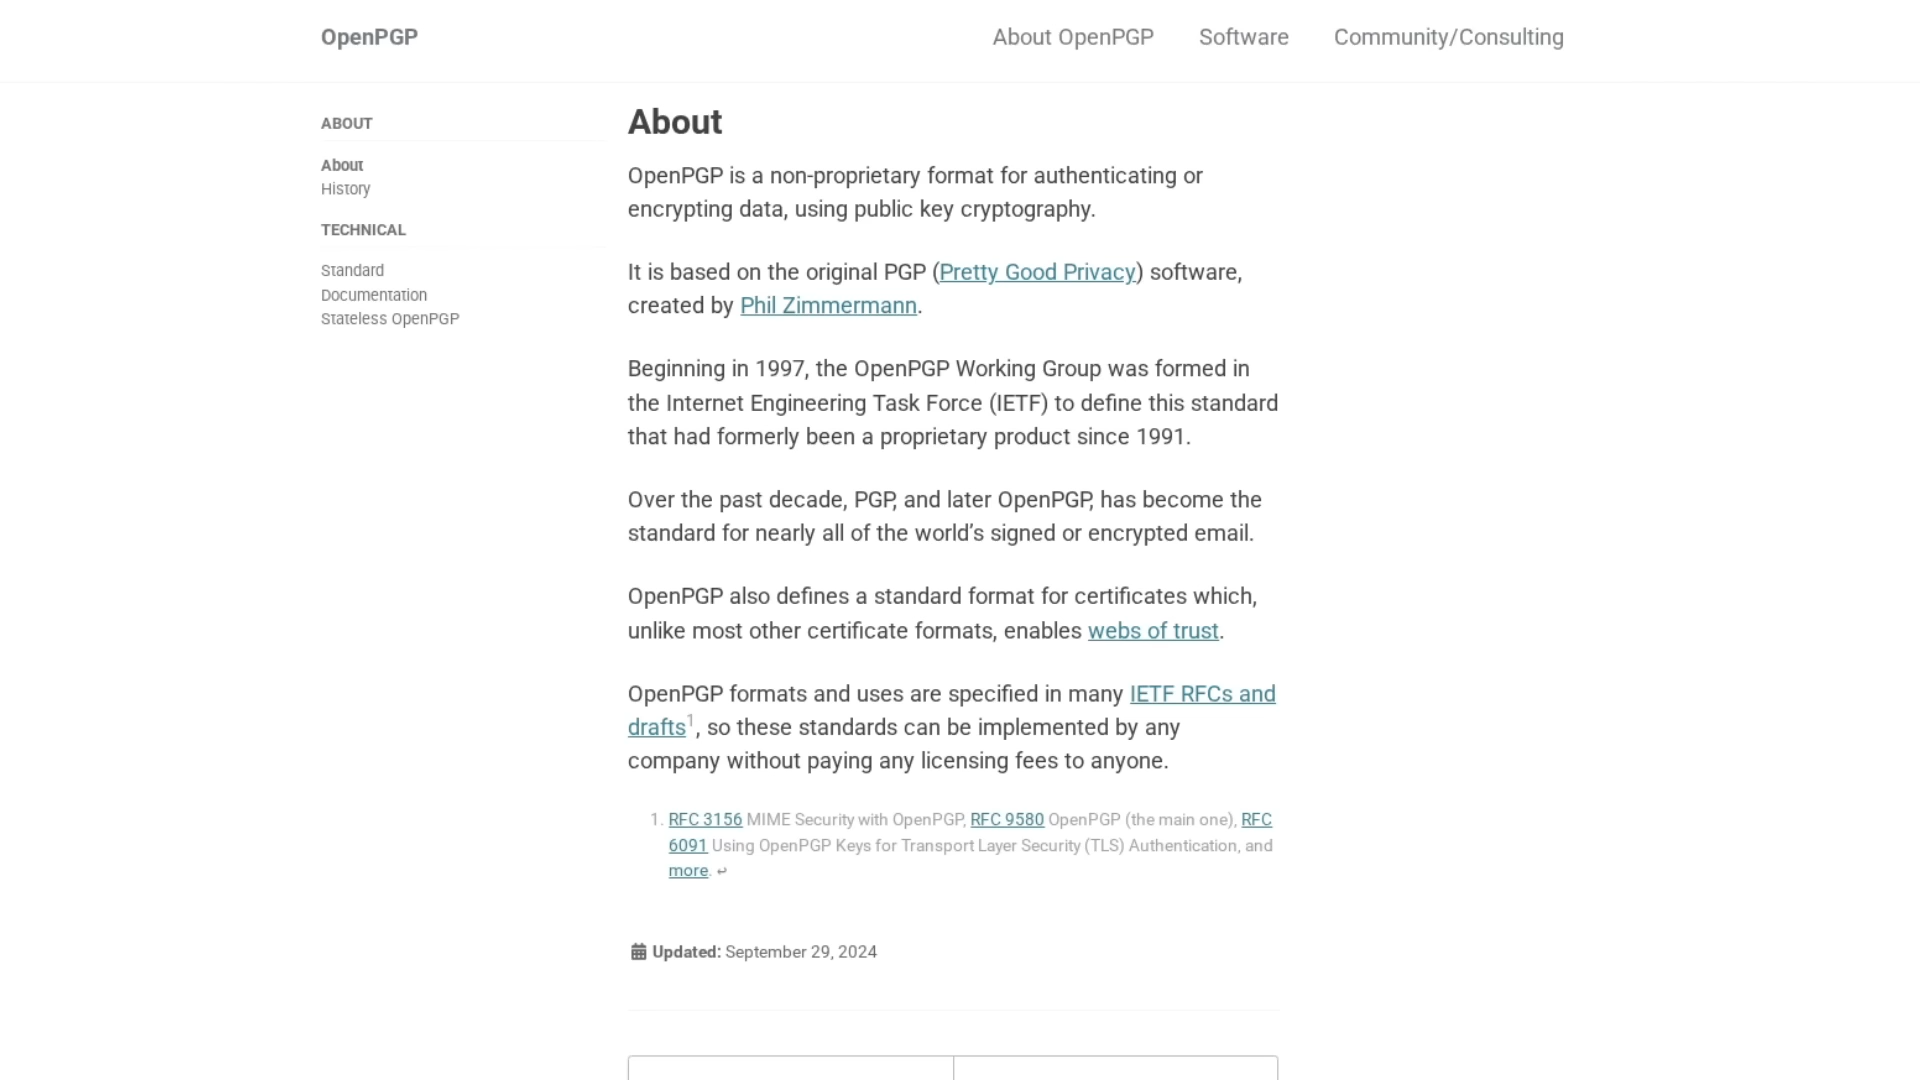 OpenPGP
About OpenPGP
Software
Community/Consulting
ABOUT
About
History
TECHNICAL
Standard
Documentation
Stateless OpenPGP
About
OpenPGP is a non-proprietary format for authenticating or
encrypting data, using public key cryptography.
It is based on the original PGP (Pretty Good Privacy) software,
created by Phil Zimmermann.
Beginning in 1997, the OpenPGP Working Group was formed in
the Internet Engineering Task Force (IETF) to define this standard
that had formerly been a proprietary product since 1991.
Over the past decade, PGP, and later OpenPGP, has become the
standard for nearly all of the world’s signed or encrypted email.
OpenPGP also defines a standard format for certificates which,
unlike most other certificate formats, enables webs of trust.
OpenPGP formats and uses are specified in many IETF RFCs and
drafts1, so these standards can be implemented by any
company without paying any licensing fees to anyone.
1. RFC 3156 MIME Security with OpenPGP, RFC 9580 OpenPGP (the main one), RFC
6091 Using OpenPGP Keys for Transport Layer Security (TLS) Authentication, and
more. ↩
Updated: September 29, 2024